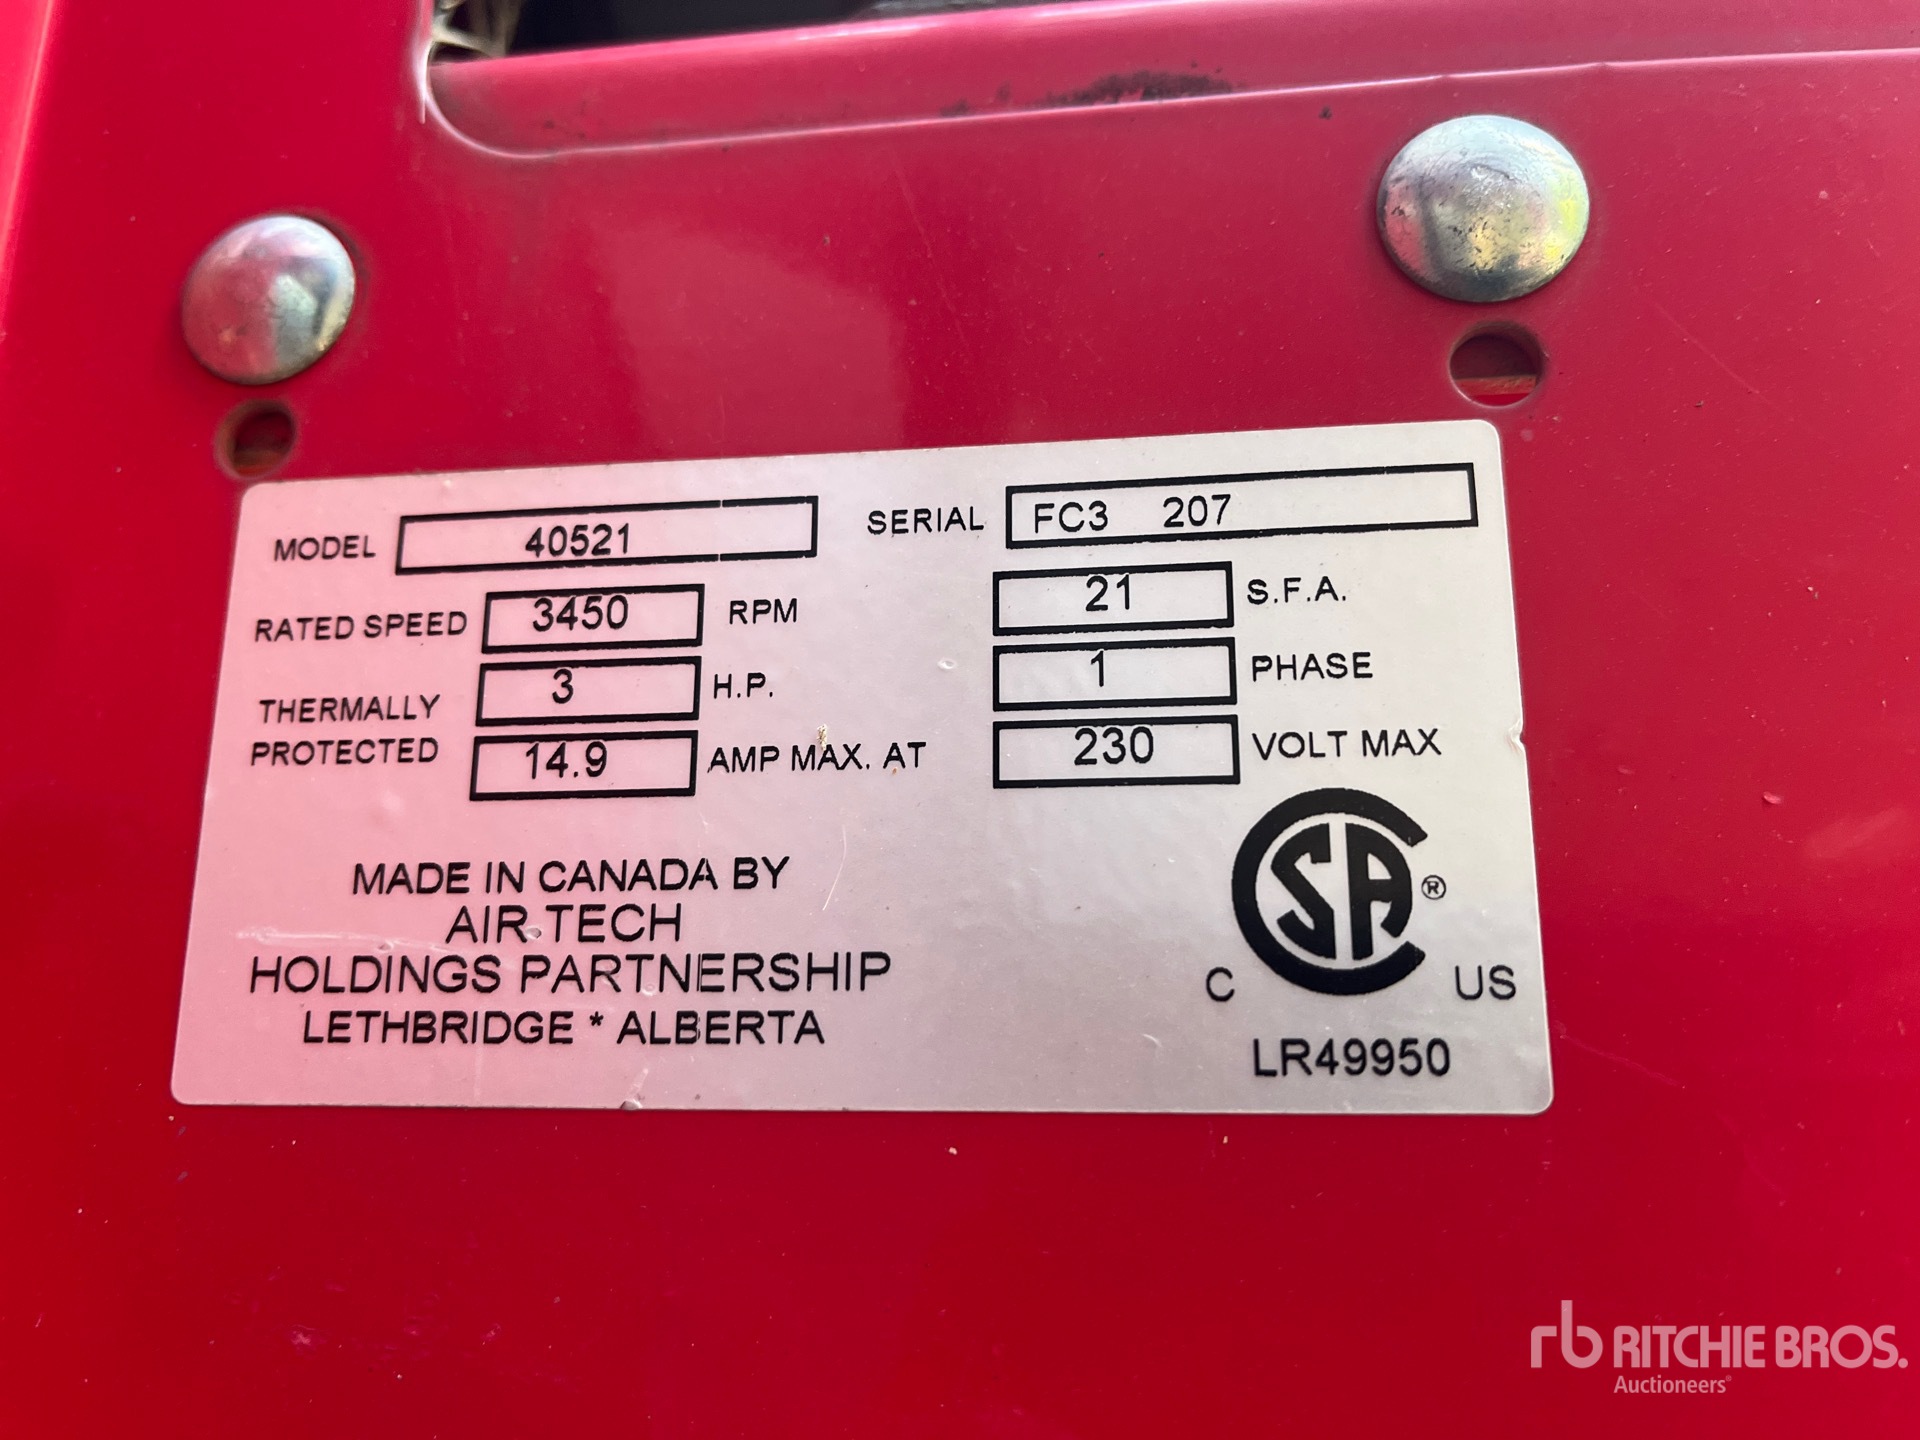 MODEL 40521 SERIAL FC3 207
RATED SPEED 3450 RPM 21 S.F.A.
THERMALLY PROTECTED 3 H.P. 1 PHASE
14.9 AMP MAX. AT 230 VOLT MAX
MADE IN CANADA BY
AIR TECH
HOLDINGS PARTNERSHIP
LETHBRIDGE * ALBERTA
C SA ® US
LR49950
rb RITCHIE BROS.
Auctioneers®